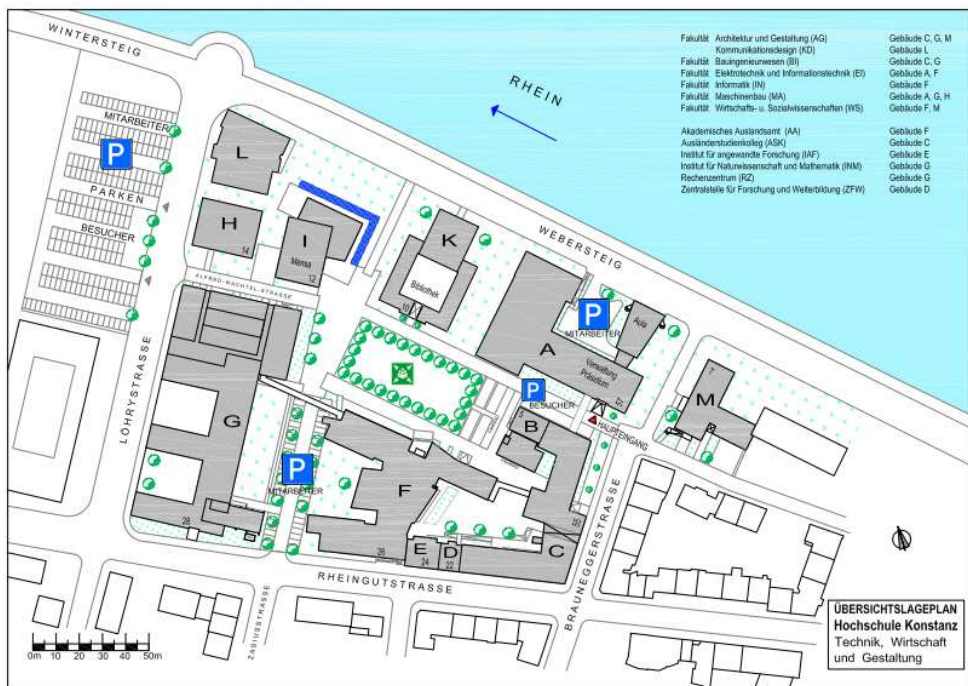 WINTERSTEIG
RHEIN
Fakultät Architektur und Gestaltung (AG) Gebäude C, G, M
Kommunikationsdesign (KD) Gebäude L
Fakultät Bauingenieurwesen (BI) Gebäude C, G
Fakultät Elektrotechnik und Informationstechnik (EI) Gebäude A, F
Fakultät Informatik (IN) Gebäude F
Fakultät Maschinenbau (MA) Gebäude A, G, H
Fakultät Wirtschafts- u. Sozialwissenschaften (WS) Gebäude F, M
Akademisches Auslandsamt (AA) Gebäude F
Ausländerstudienkolleg (ASK) Gebäude C
Institut für angewandte Forschung (IAF) Gebäude E
Institut für Naturwissenschaft und Mathematik (INM) Gebäude G
Rechenzentrum (RZ) Gebäude G
Zentralstelle für Forschung und Weiterbildung (ZFW) Gebäude D
MITARBEITER
P
PARKEN
BESUCHER
L
H
14
I
Mensa
12
K
Bibliothek
10
WEBERSTEIG
ALFRED-WACHTEL-STRASSE
P
MITARBEITER
Aula
A
Verwaltung
Präsidium
P
BESUCHER
HAUPTEINGANG
7
M
B
5
LÖHRYSTRASSE
G
28
P
MITARBEITER
F
26
E
24
D
22
C
RHEINGUTSTRASSE
BRAUNEGGERSTRASSE
ZASIUSSTRASSE
0m 10 20 30 40 50m
ÜBERSICHTSLAGEPLAN
Hochschule Konstanz
Technik, Wirtschaft
und Gestaltung